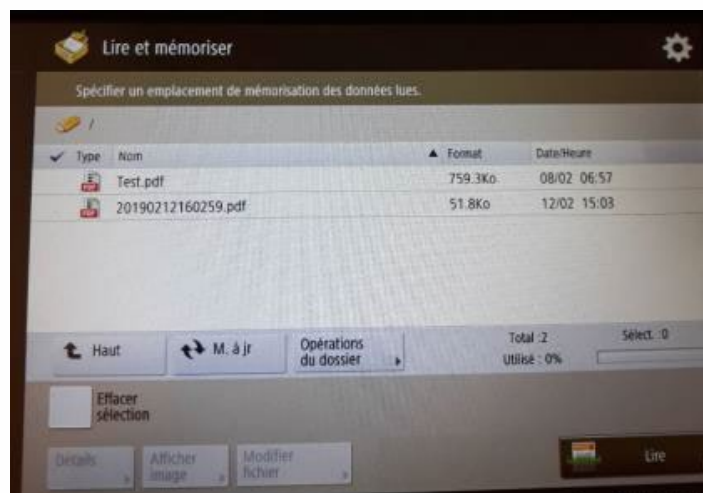 Lire et mémoriser
Spécifier un emplacement de mémorisation des données lues.
/
Type Nom ▲ Format Date/Heure
Test.pdf 759.3Ko 08/02 06:57
20190212160259.pdf 51.8Ko 12/02 15:03
Haut M. à jr Opérations du dossier Total :2 Sélect. :0
Utilisé : 0%
Effacer
sélection
Détails Afficher Modifier
image fichier
Lire